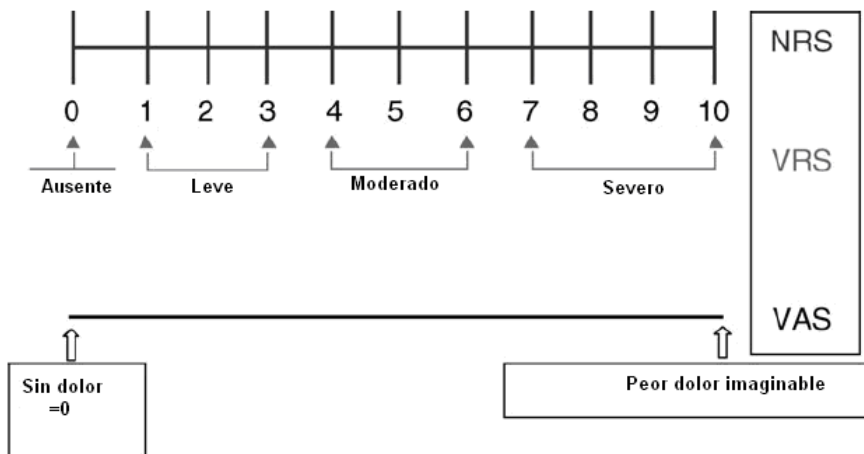 NRS
0 1 2 3 4 5 6 7 8 9 10
VRS
Ausente Leve Moderado Severo
VAS
Sin dolor
=0
Peor dolor imaginable